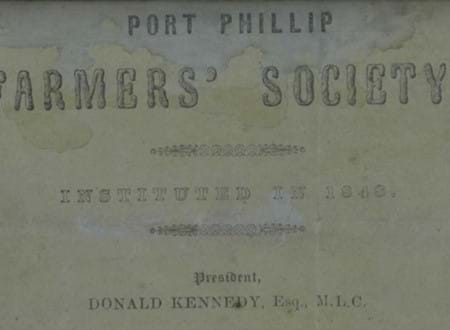 PORT PHILLIP
FARMERS' SOCIETY
INSTITUTED IN 1848.
President,
DONALD KENNEDY, Esq., M.L.C.